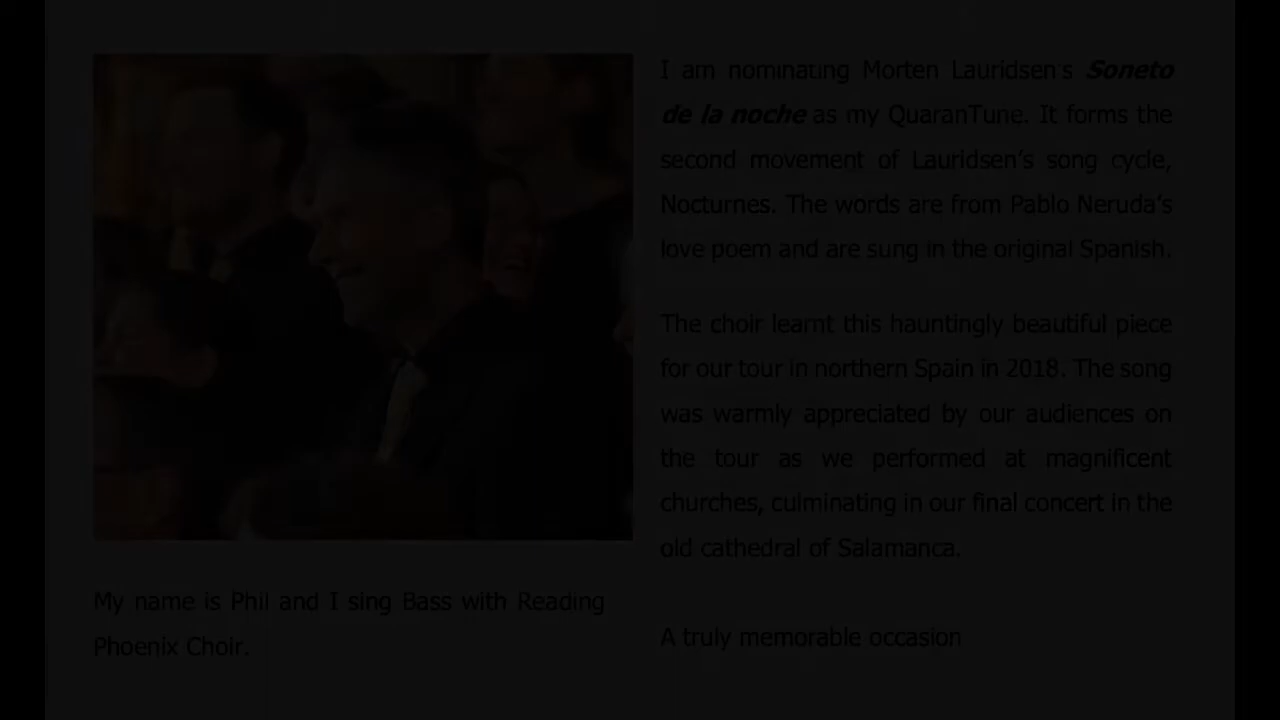 My name is Phil and I sing Bass with Reading
Phoenix Choir.
I am nominating Morten Lauridsen's Soneto
de la noche as my QuaranTune. It forms the
second movement of Lauridsen's song cycle,
Nocturnes. The words are from Pablo Neruda's
love poem and are sung in the original Spanish.
The choir learnt this hauntingly beautiful piece
for our tour in northern Spain in 2018. The song
was warmly appreciated by our audiences on
the tour as we performed at magnificent
churches, culminating in our final concert in the
old cathedral of Salamanca.
A truly memorable occasion